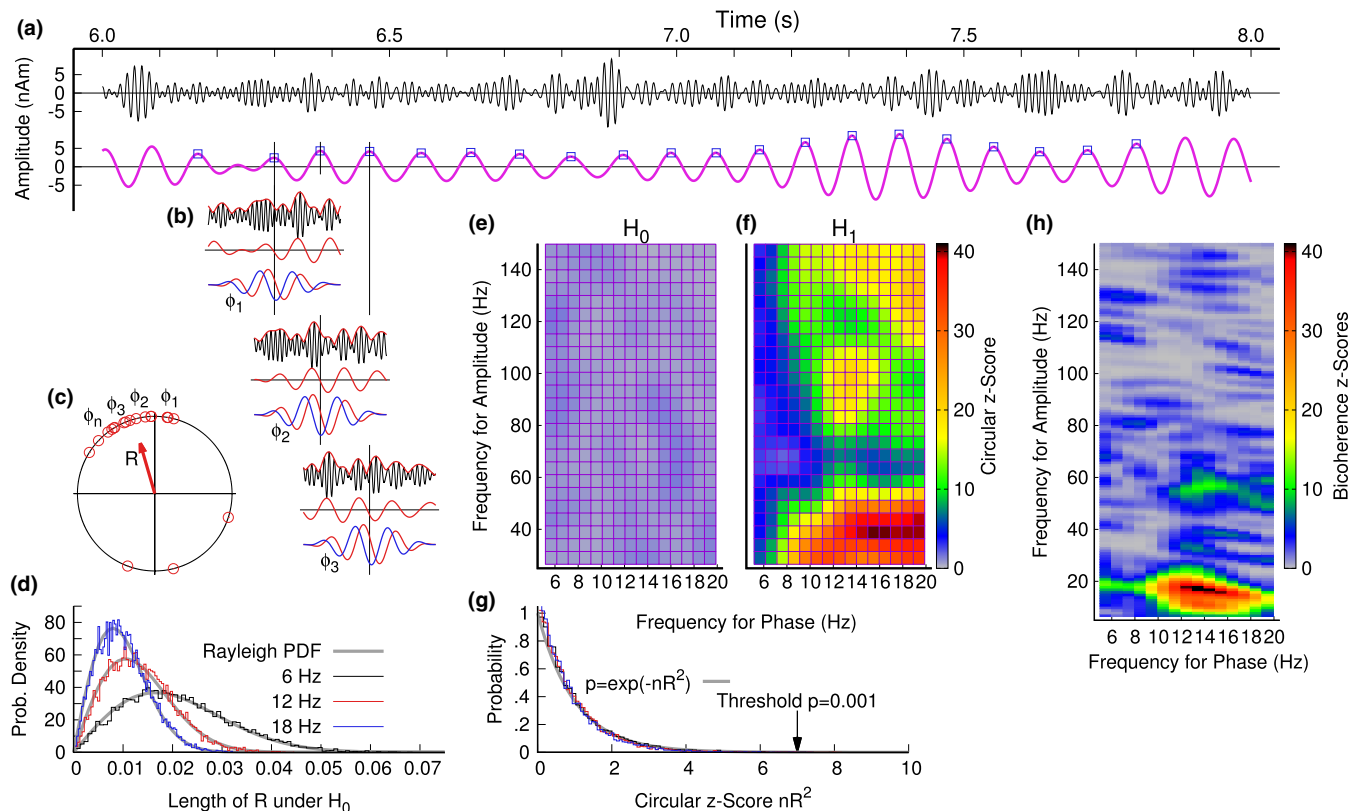 (a)
Time (s)
6.0 6.5 7.0 7.5 8.0
Amplitude (nAm)
5
0
-5
5
0
-5
(b)
ϕ1
ϕ2
ϕ3
(c)
ϕn ϕ3 ϕ2 ϕ1
R
(d)
Prob. Density
80
60
40
20
0
0 0.01 0.02 0.03 0.04 0.05 0.06 0.07
Length of R under H0
Rayleigh PDF
6 Hz
12 Hz
18 Hz
(e)
H0
Frequency for Amplitude (Hz)
140
120
100
80
60
40
6 8 10 12 14 16 18 20
(f)
H1
6 8 10 12 14 16 18 20
Frequency for Phase (Hz)
40
30
20
10
0
Circular z-Score
(g)
Probability
1
.8
.6
.4
.2
0
0 2 4 6 8 10
p=exp(-nR2)
Threshold p=0.001
Circular z-Score nR2
(h)
Frequency for Amplitude (Hz)
140
120
100
80
60
40
20
6 8 10 12 14 16 18 20
Frequency for Phase (Hz)
40
30
20
10
0
Bicoherence z-Scores